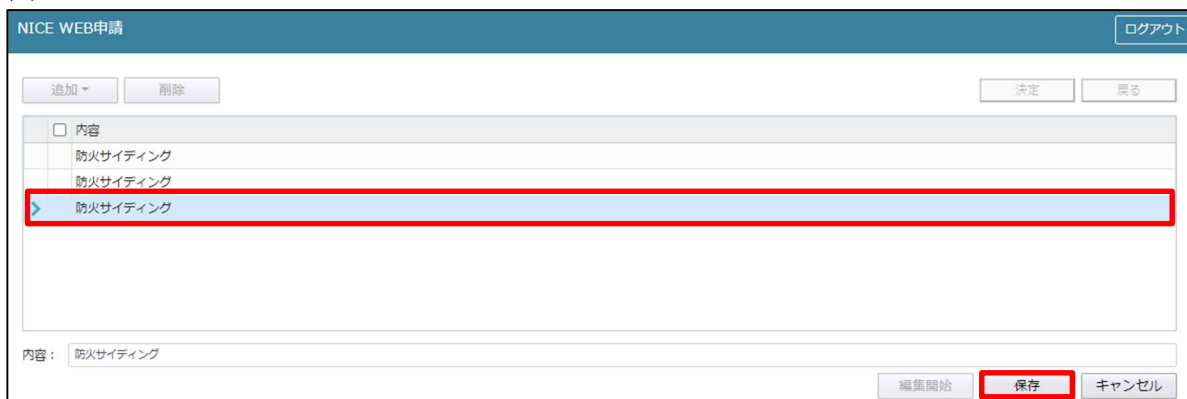 NICE WEB申請 ログアウト
追加 削除 決定 戻る
内容
防火サイディング
防火サイディング
防火サイディング
内容： 防火サイディング
編集開始 保存 キャンセル